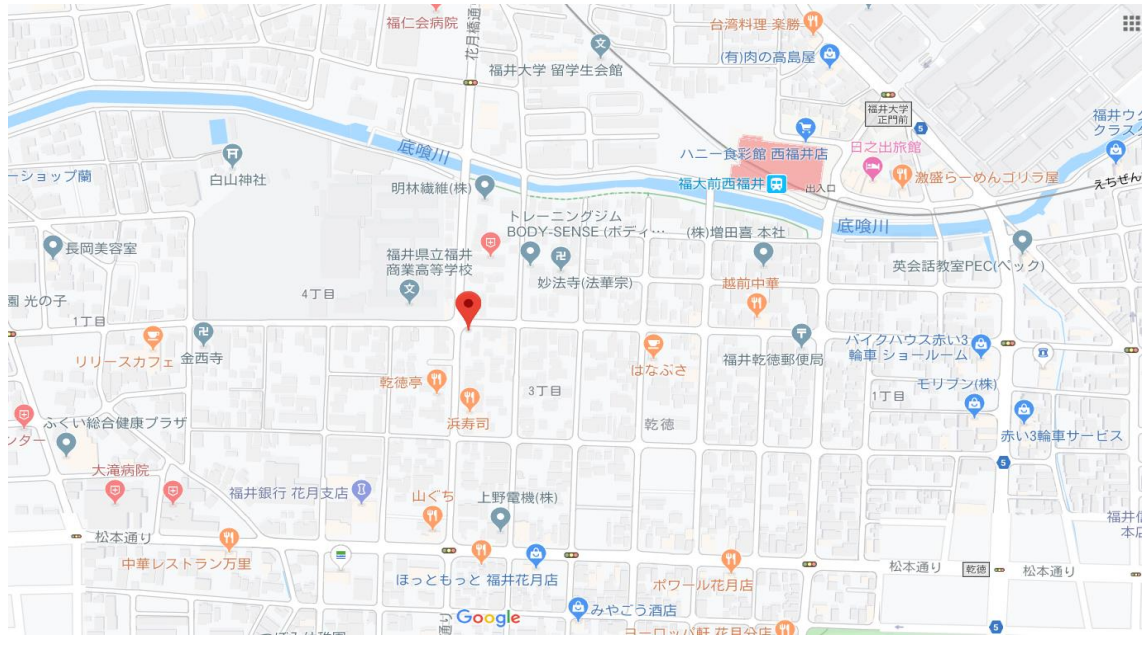 福仁会病院
花月橋通
台湾料理 楽勝
(有)肉の高島屋
福井大学 留学生会館
福井大学
正門前
5
福井ウ
クラス
底喰川
ハニー食彩館 西福井店
日之出旅館
激盛らーめんゴリラ屋
ーショップ蘭
白山神社
明林繊維(株)
福大前西福井
出入口
えちぜん
トレーニングジム
BODY-SENSE (ボディ…
(株)増田喜 本社
底喰川
長岡美容室
福井県立福井
商業高等学校
妙法寺(法華宗)
英会話教室PEC(ペック)
園 光の子
4丁目
越前中華
1丁目
リリースカフェ
金西寺
はなぶさ
福井乾徳郵便局
バイクハウス赤い3
輪車 ショールーム
乾徳亭
3丁目
1丁目
モリブン(株)
浜寿司
乾徳
ふくい総合健康プラザ
ンター
赤い3輪車サービス
大滝病院
5
福井銀行 花月支店
山ぐち
上野電機(株)
福井信
本店
松本通り
中華レストラン万里
ほっともっと 福井花月店
ボワール花月店
松本通り
乾徳
松本通り
みやこう酒店
Google
ヨーロッパ軒 花月分店
5